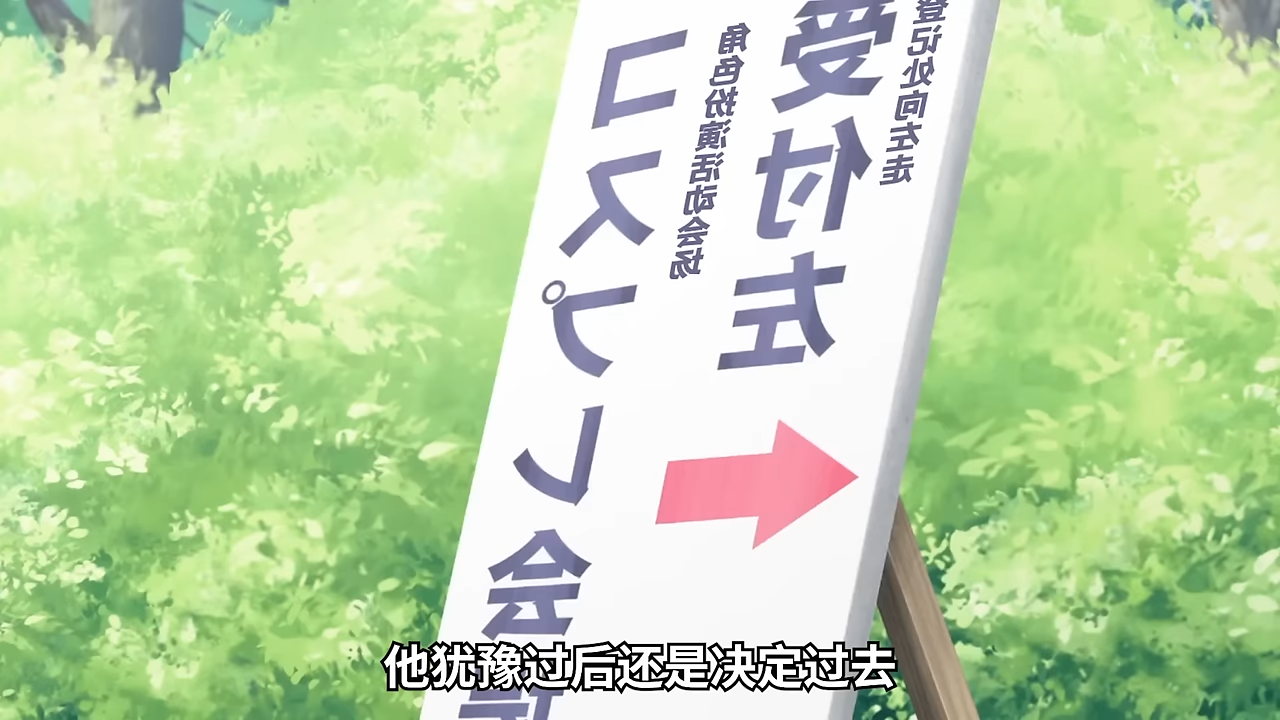 登记处向左走
受付左
角色扮演活动会场
コスプレ会場
他犹豫过后还是决定过去